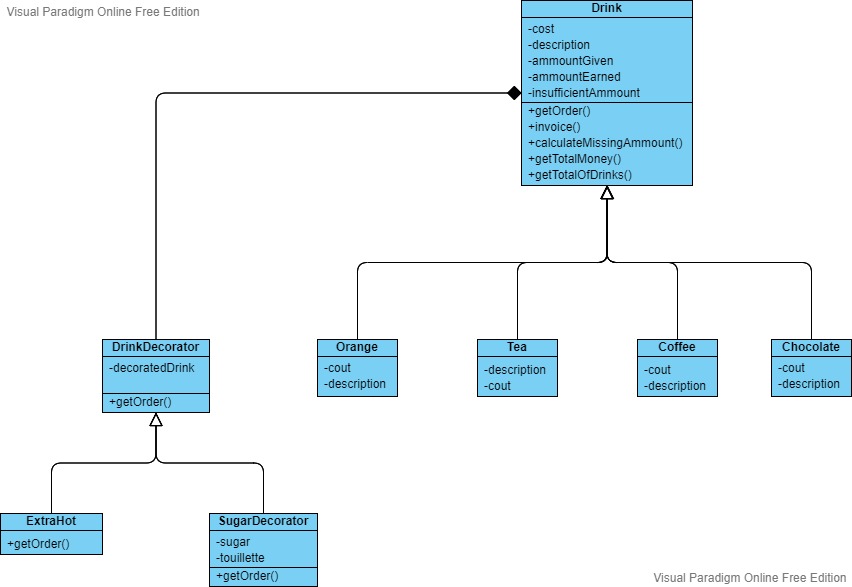 Visual Paradigm Online Free Edition
Drink
-cost
-description
-ammountGiven
-ammountEarned
-insufficientAmmount
+getOrder()
+invoice()
+calculateMissingAmmount()
+getTotalMoney()
+getTotalOfDrinks()
DrinkDecorator
-decoratedDrink
+getOrder()
Orange
-cout
-description
Tea
-description
-cout
Coffee
-cout
-description
Chocolate
-cout
-description
ExtraHot
+getOrder()
SugarDecorator
-sugar
-touillette
+getOrder()
Visual Paradigm Online Free Edition